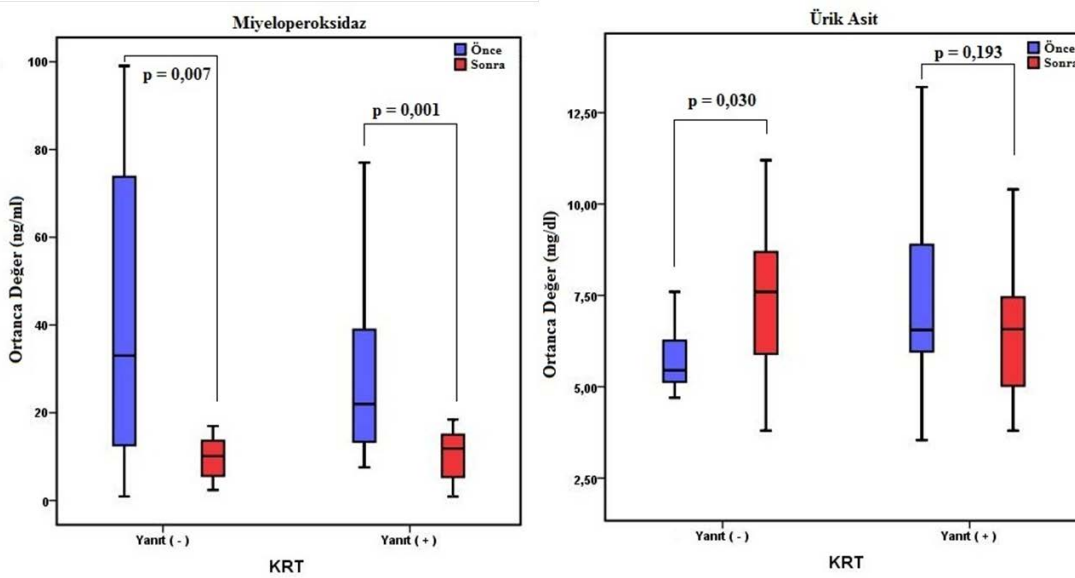 Miyeloperoksidaz
Önce
Sonra
p = 0,007
p = 0,001
Ortanca Değer (ng/ml)
100
80
60
40
20
0
Yanıt ( - )
Yanıt ( + )
KRT
Ürik Asit
Önce
Sonra
p = 0,193
p = 0,030
Ortanca Değer (mg/dl)
12,50
10,00
7,50
5,00
2,50
Yanıt ( - )
Yanıt ( + )
KRT